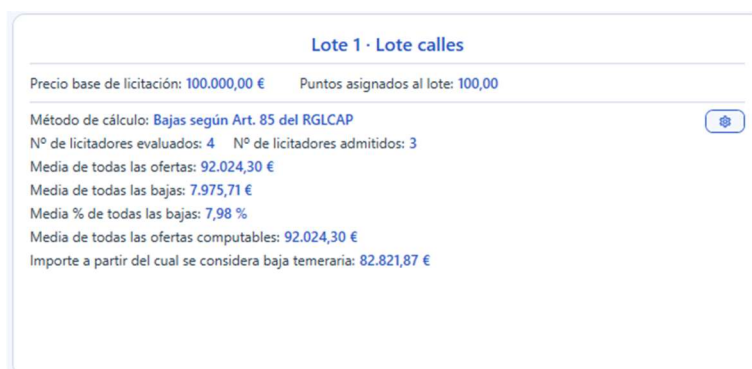 Lote 1 · Lote calles
Precio base de licitación: 100.000,00 € Puntos asignados al lote: 100,00
Método de cálculo: Bajas según Art. 85 del RGLCAP
Nº de licitadores evaluados: 4 Nº de licitadores admitidos: 3
Media de todas las ofertas: 92.024,30 €
Media de todas las bajas: 7.975,71 €
Media % de todas las bajas: 7,98 %
Media de todas las ofertas computables: 92.024,30 €
Importe a partir del cual se considera baja temeraria: 82.821,87 €